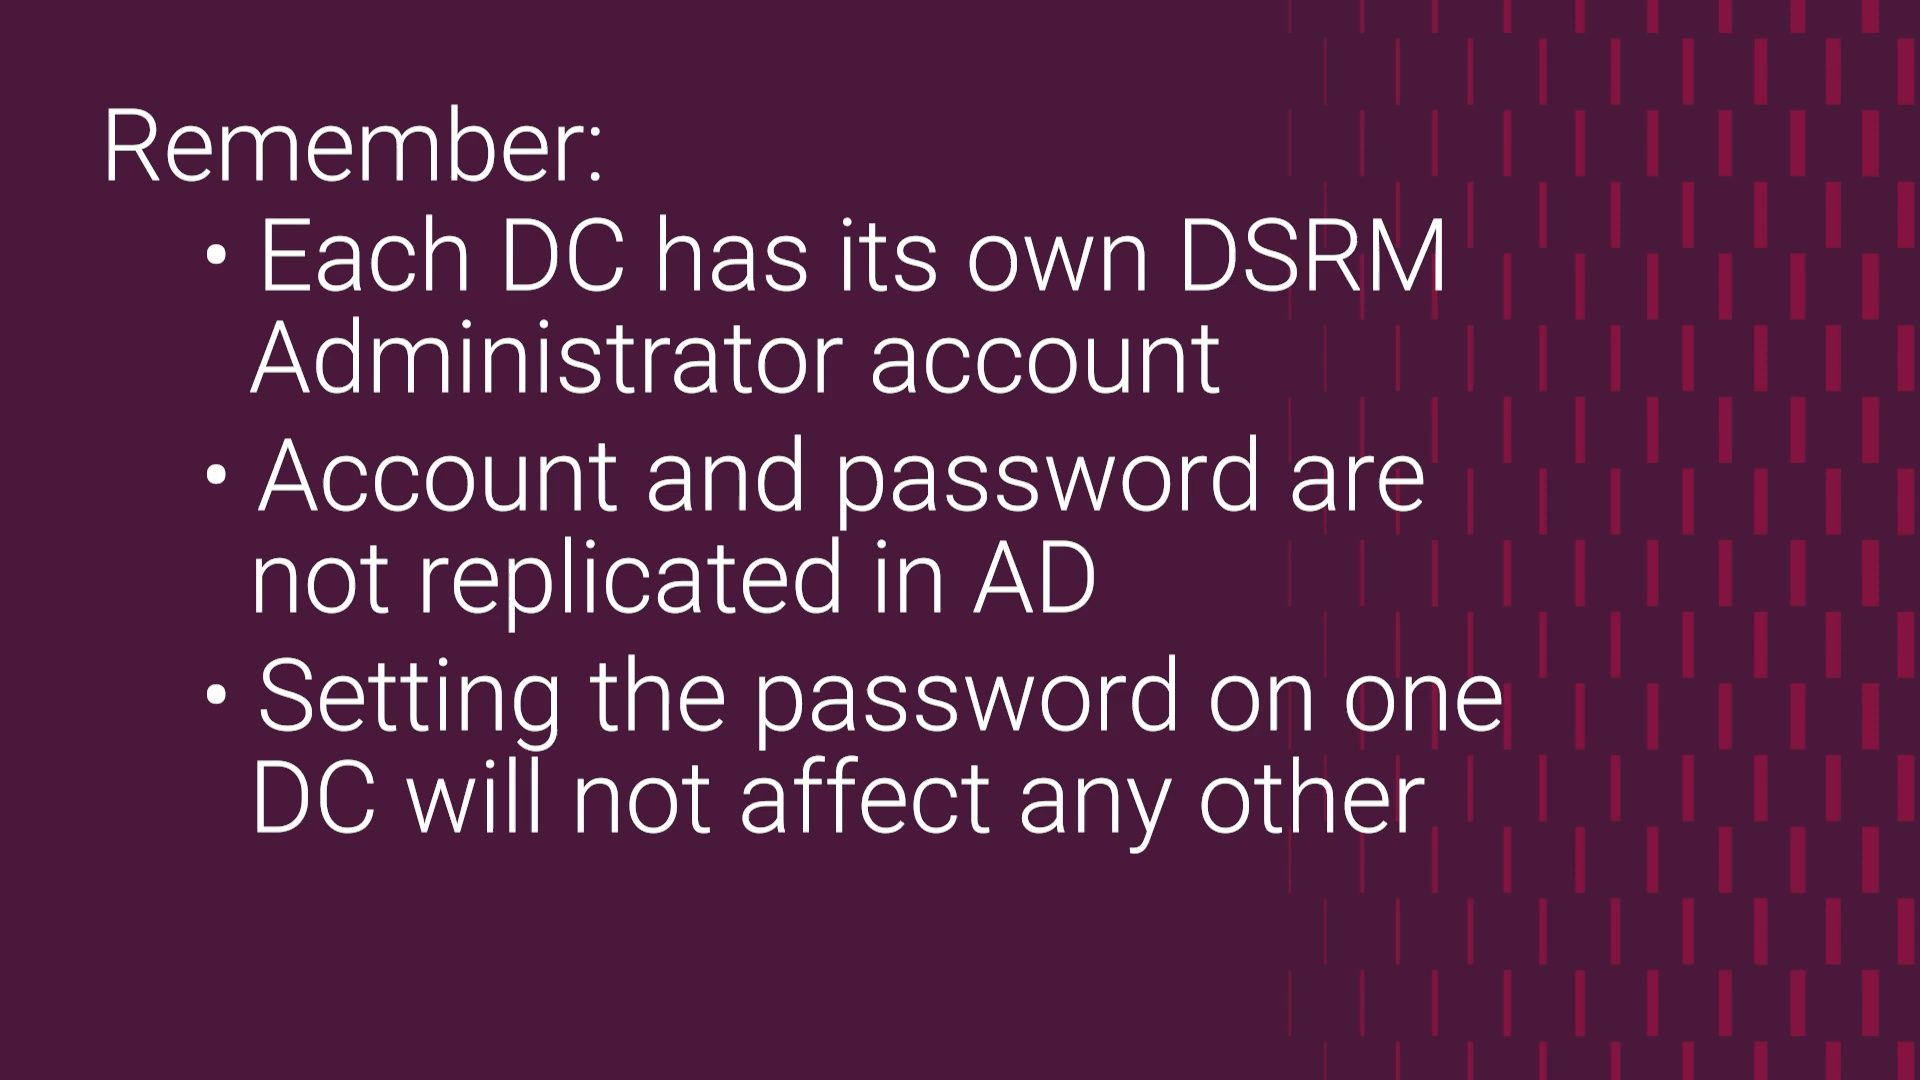 Remember:
• Each DC has its own DSRM
Administrator account
• Account and password are
not replicated in AD
• Setting the password on one
DC will not affect any other